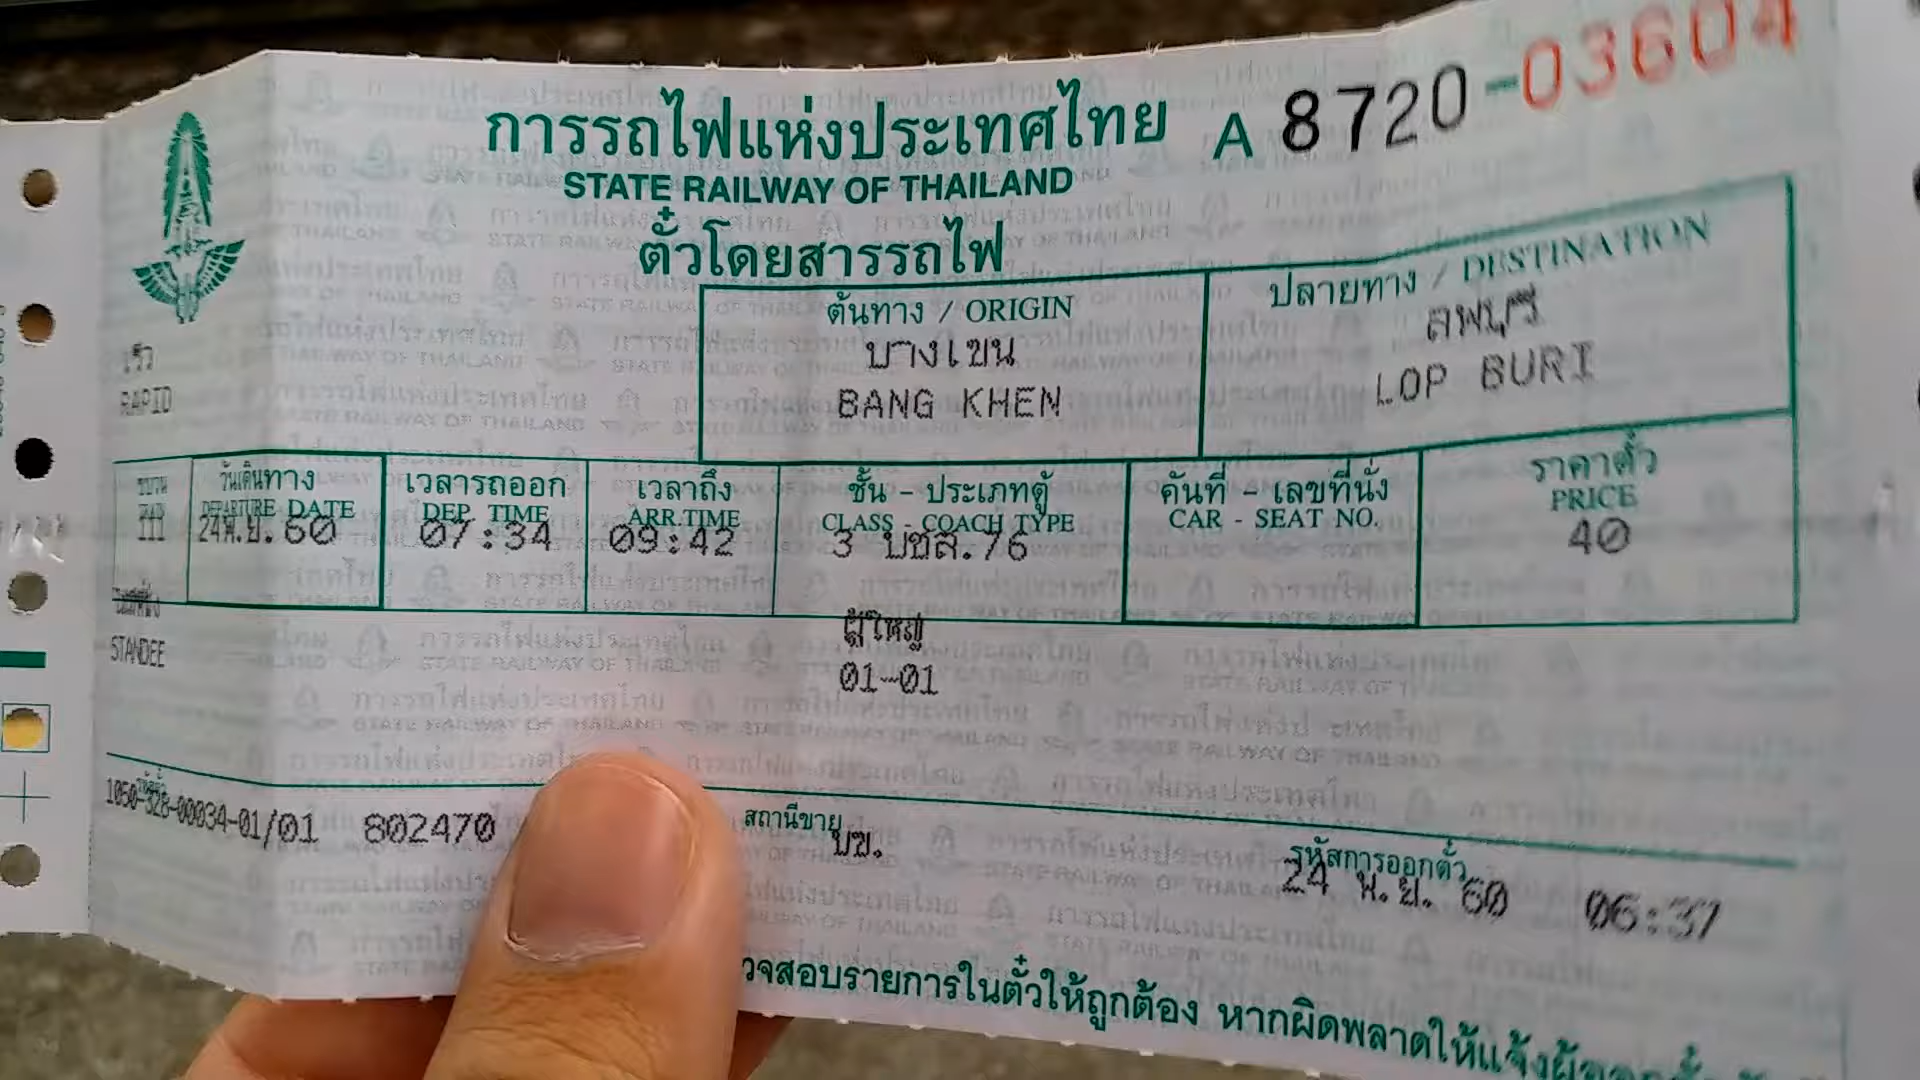 การรถไฟแห่งประเทศไทย A 8720-03604
STATE RAILWAY OF THAILAND
ตั๋วโดยสารรถไฟ
ต้นทาง / ORIGIN
บางเขน
BANG KHEN
ปลายทาง / DESTINATION
ลพบุรี
LOP BURI
เร็ว
RAPID
ขบวน
111
วันเดินทาง
DEPARTURE DATE
24 พ.ย. 60
เวลารถออก
DEP. TIME
07:34
เวลาถึง
ARR.TIME
09:42
ชั้น - ประเภทตู้
CLASS - COACH TYPE
3 บชส.76
คันที่ - เลขที่นั่ง
CAR - SEAT NO.
ราคาตั๋ว
PRICE
40
STANDEE
ผู้ใหญ่
01--01
1050-328-00034-01/01 802470
สถานีขาย
บข.
รหัสการออกตั๋ว
24 พ.ย. 60 06:37
วจสอบรายการในตั๋วให้ถูกต้อง หากผิดพลาดให้แจ้ง